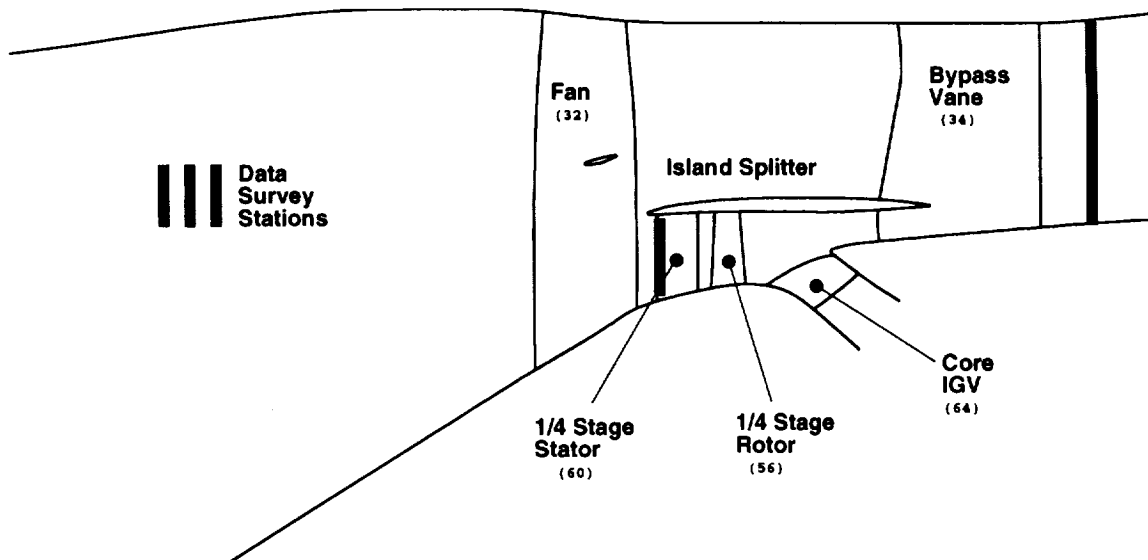 Fan
(32)
Bypass
Vane
(34)
Island Splitter
Data
Survey
Stations
Core
IGV
(64)
1/4 Stage
Stator
(60)
1/4 Stage
Rotor
(56)